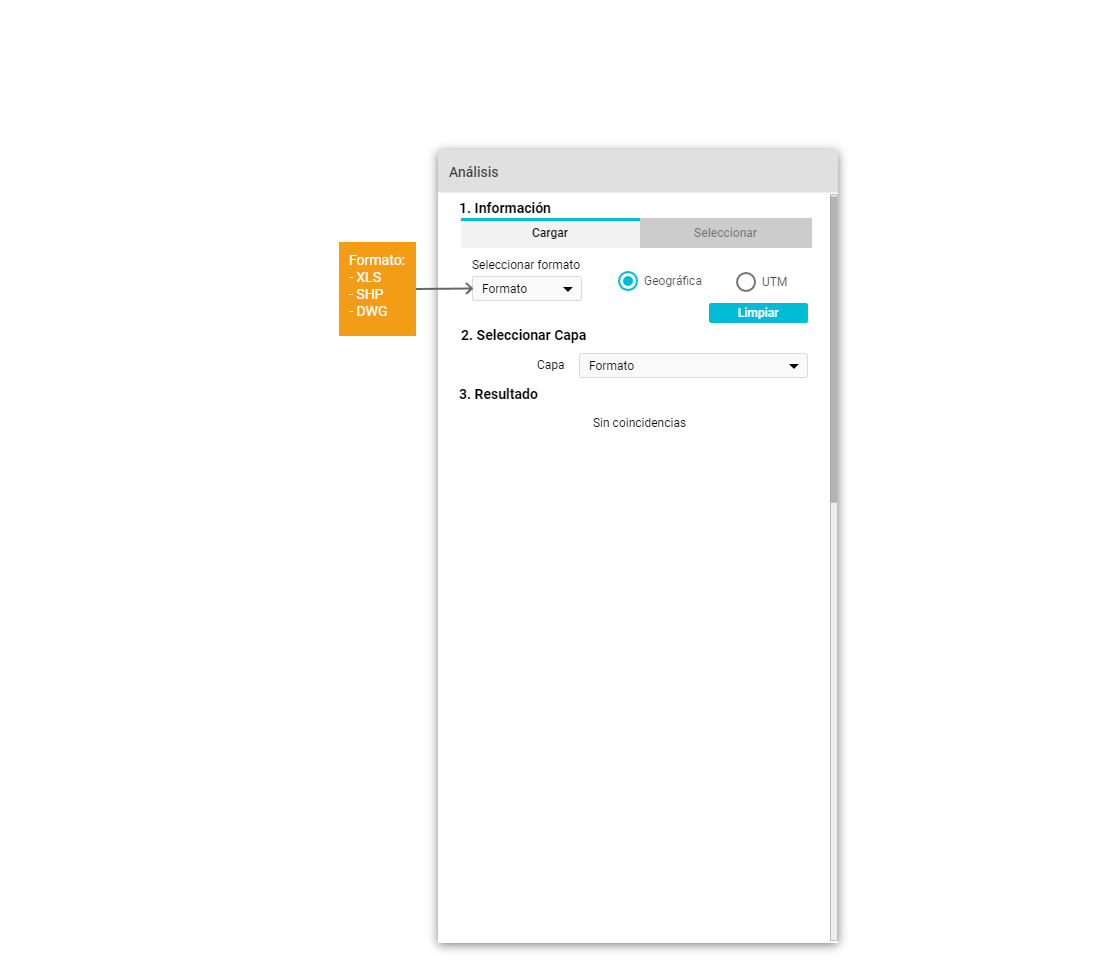 Análisis
1. Información
Cargar
Seleccionar
Formato:
- XLS
- SHP
- DWG
Seleccionar formato
Formato
Geográfica
UTM
Limpiar
2. Seleccionar Capa
Capa
Formato
3. Resultado
Sin coincidencias